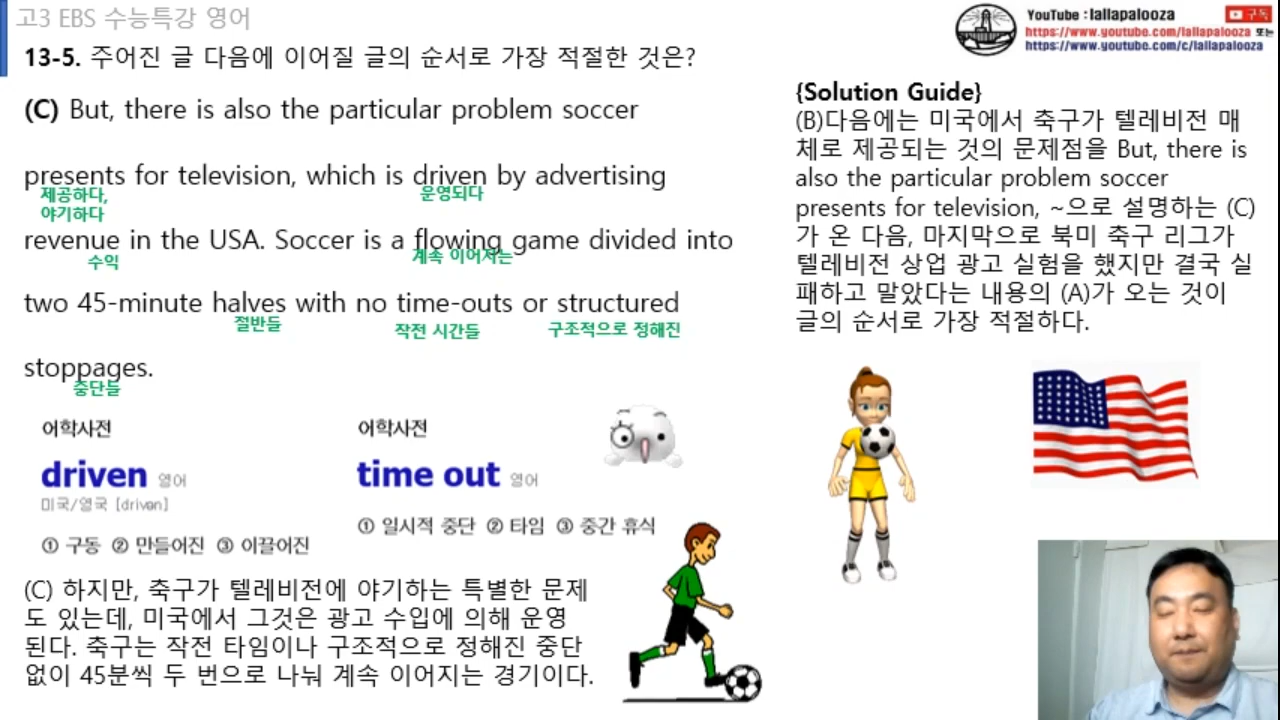 고3 EBS 수능특강 영어
13-5. 주어진 글 다음에 이어질 글의 순서로 가장 적절한 것은?
YouTube : lallapalooza
구독
https://www.youtube.com/lallapalooza 또는
https://www.youtube.com/c/lallapalooza
(C) But, there is also the particular problem soccer
presents for television, which is driven by advertising
제공하다,
야기하다
운영되다
revenue in the USA. Soccer is a flowing game divided into
수익
계속 이어지는
two 45-minute halves with no time-outs or structured
절반들
작전 시간들
구조적으로 정해진
stoppages.
중단들
{Solution Guide}
(B)다음에는 미국에서 축구가 텔레비전 매
체로 제공되는 것의 문제점을 But, there is
also the particular problem soccer
presents for television, ~으로 설명하는 (C)
가 온 다음, 마지막으로 북미 축구 리그가
텔레비전 상업 광고 실험을 했지만 결국 실
패하고 말았다는 내용의 (A)가 오는 것이
글의 순서로 가장 적절하다.
어학사전
driven 영어
미국/영국 [drivən]
① 구동 ② 만들어진 ③ 이끌어진
어학사전
time out 영어
① 일시적 중단 ② 타임 ③ 중간 휴식
(C) 하지만, 축구가 텔레비전에 야기하는 특별한 문제
도 있는데, 미국에서 그것은 광고 수입에 의해 운영
된다. 축구는 작전 타임이나 구조적으로 정해진 중단
없이 45분씩 두 번으로 나눠 계속 이어지는 경기이다.